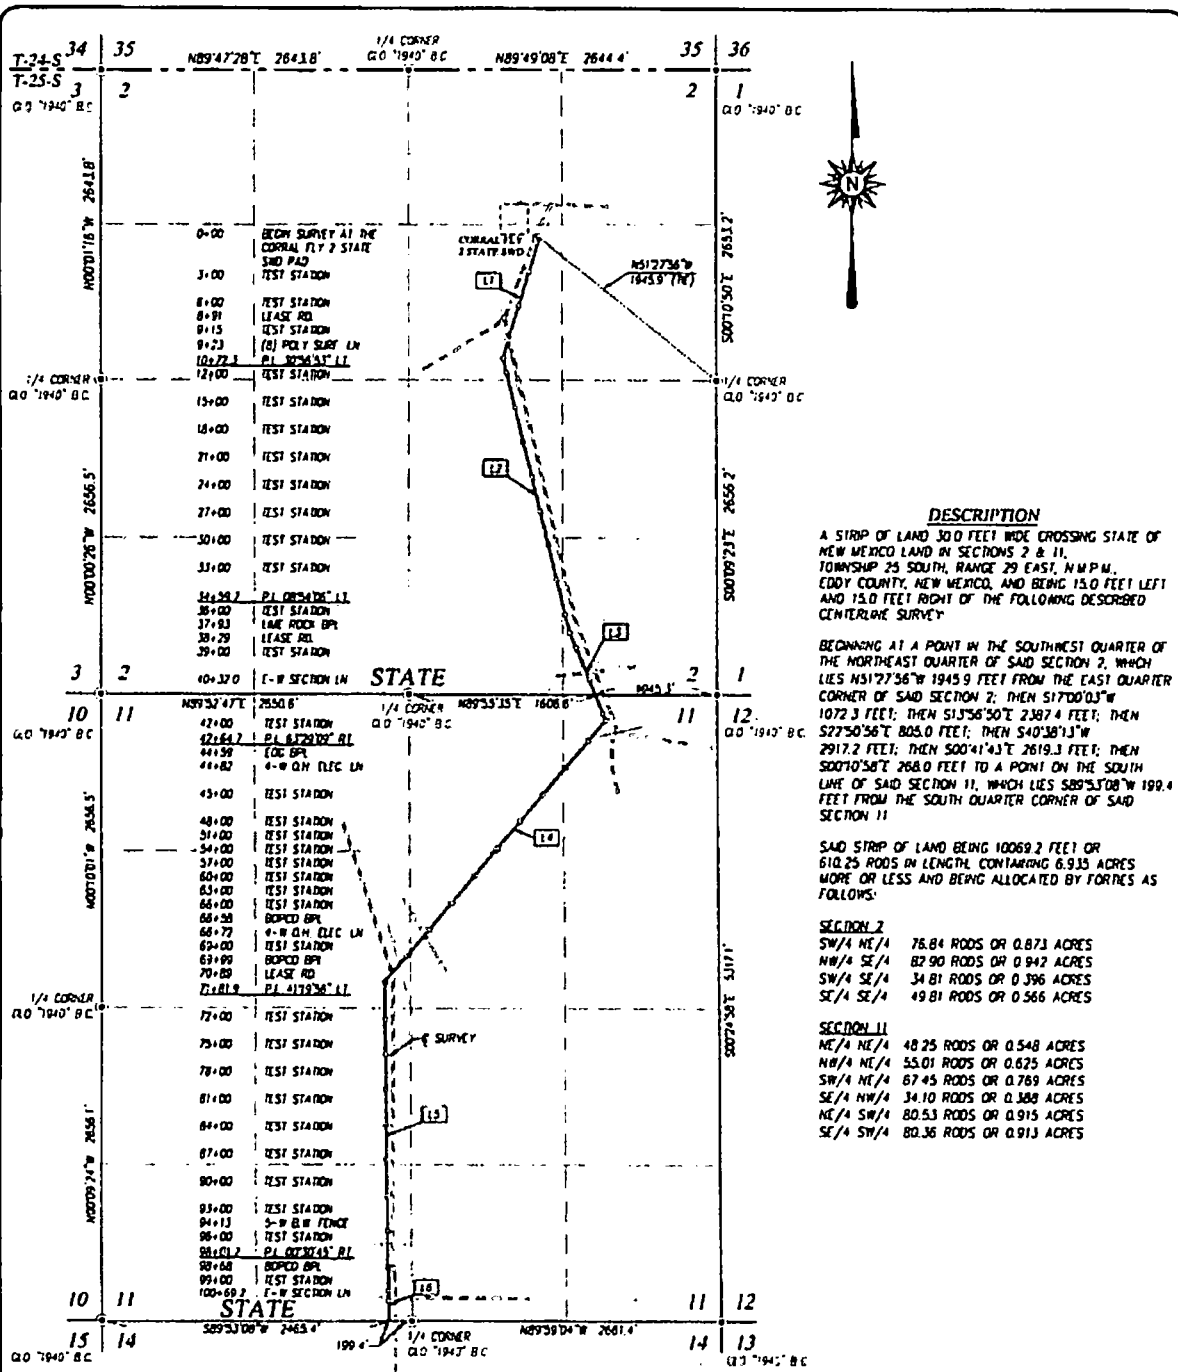 34 35
N89°47'28"E 2643.8'
1/4 CORNER
GLO "1940" B.C.
N89°49'08"E 2644.4'
35 36
T-24-S
T-25-S
3 2
2 1
GLO "1940" B.C.
GLO "1940" B.C.
N
N00°01'16"W 2643.8'
S00°10'50"E 2653.2'
0+00 BEGIN SURVEY AT THE
CORRAL FLY 2 STATE
SWD PAD
3+00 TEST STATION
6+00 TEST STATION
8+91 LEASE RD.
9+15 TEST STATION
9+23 (8) POLY SURF. LN
10+72.3 P.I. 30°56'53" LT
12+00 TEST STATION
15+00 TEST STATION
18+00 TEST STATION
21+00 TEST STATION
24+00 TEST STATION
27+00 TEST STATION
30+00 TEST STATION
33+00 TEST STATION
34+59.7 P.I. 08°54'06" LT
36+00 TEST STATION
37+93 LIME ROCK BPL
38+29 LEASE RD.
39+00 TEST STATION
40+32.0 E-W SECTION LN
CORRAL FLY
2 STATE SWD
L1
N51°27'56"W
1945.9' (TIE)
1/4 CORNER
GLO "1940" B.C.
1/4 CORNER
GLO "1940" B.C.
L2
N00°00'26"W 2656.5'
S00°09'23"E 2656.2'
L3
3 2
STATE
2 1
N89°52'47"E 2650.6'
1/4 CORNER
GLO "1940" B.C.
N89°53'35"E 1608.6'
1045.3'
10 11
11 12
GLO "1940" B.C.
GLO "1940" B.C.
42+00 TEST STATION
42+64.7 P.I. 63°29'09" RT
44+59 EOG BPL
44+82 4-W O.H. ELEC. LN
45+00 TEST STATION
48+00 TEST STATION
51+00 TEST STATION
54+00 TEST STATION
57+00 TEST STATION
60+00 TEST STATION
63+00 TEST STATION
66+00 TEST STATION
66+58 BOPCO BPL
66+77 4-W O.H. ELEC. LN
69+00 TEST STATION
69+99 BOPCO BPL
70+89 LEASE RD
71+81.9 P.I. 41°19'56" LT
72+00 TEST STATION
75+00 TEST STATION
78+00 TEST STATION
81+00 TEST STATION
84+00 TEST STATION
87+00 TEST STATION
90+00 TEST STATION
93+00 TEST STATION
94+13 5-W B.W. FENCE
96+00 TEST STATION
98+01.2 P.I. 00°30'45" RT
98+68 BOPCO BPL
99+00 TEST STATION
100+69.2 E-W SECTION LN
L4
N00°10'01"W 2656.5'
S00°24'58"E 5317.1'
1/4 CORNER
GLO "1940" B.C.
℄ SURVEY
L5
N00°09'24"W 2656.1'
L6
10 11
STATE
11 12
S89°53'08"W 2465.4'
199.4'
1/4 CORNER
GLO "1940" B.C.
N89°59'04"W 2661.4'
15 14
14 13
GLO "1940" B.C.
GLO "1940" B.C.
DESCRIPTION
A STRIP OF LAND 30.0 FEET WIDE CROSSING STATE OF
NEW MEXICO LAND IN SECTIONS 2 & 11,
TOWNSHIP 25 SOUTH, RANGE 29 EAST, N.M.P.M.,
EDDY COUNTY, NEW MEXICO, AND BEING 15.0 FEET LEFT
AND 15.0 FEET RIGHT OF THE FOLLOWING DESCRIBED
CENTERLINE SURVEY
BEGINNING AT A POINT IN THE SOUTHWEST QUARTER OF
THE NORTHEAST QUARTER OF SAID SECTION 2, WHICH
LIES N51°27'56"W 1945.9 FEET FROM THE EAST QUARTER
CORNER OF SAID SECTION 2; THEN S17°00'03"W
1072.3 FEET; THEN S13°56'50"E 2387.4 FEET; THEN
S22°50'56"E 805.0 FEET; THEN S40°38'13"W
2917.2 FEET; THEN S00°41'43"E 2619.3 FEET; THEN
S00°10'58"E 268.0 FEET TO A POINT ON THE SOUTH
LINE OF SAID SECTION 11, WHICH LIES S89°53'08"W 199.4
FEET FROM THE SOUTH QUARTER CORNER OF SAID
SECTION 11
SAID STRIP OF LAND BEING 10069.2 FEET OR
610.25 RODS IN LENGTH, CONTAINING 6.935 ACRES
MORE OR LESS AND BEING ALLOCATED BY FORTIES AS
FOLLOWS:
SECTION 2
SW/4 NE/4 76.84 RODS OR 0.873 ACRES
NW/4 SE/4 82.90 RODS OR 0.942 ACRES
SW/4 SE/4 34.81 RODS OR 0.396 ACRES
SE/4 SE/4 49.81 RODS OR 0.566 ACRES
SECTION 11
NE/4 NE/4 48.25 RODS OR 0.548 ACRES
NW/4 NE/4 55.01 RODS OR 0.625 ACRES
SW/4 NE/4 67.45 RODS OR 0.769 ACRES
SE/4 NW/4 34.10 RODS OR 0.388 ACRES
NE/4 SW/4 80.53 RODS OR 0.915 ACRES
SE/4 SW/4 80.36 RODS OR 0.913 ACRES